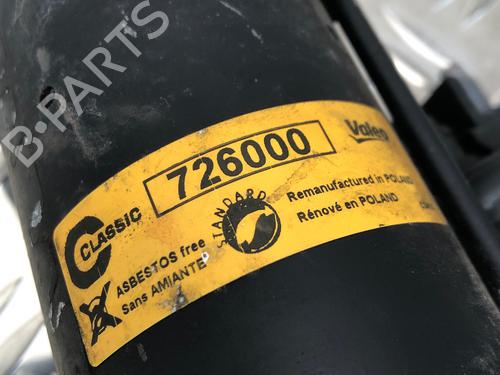 B-PARTS
C CLASSIC
726000
Valeo
ASBESTOS free
Sans AMIANTE
STANDARD
Remanufactured in POLAND
Rénové en POLAND